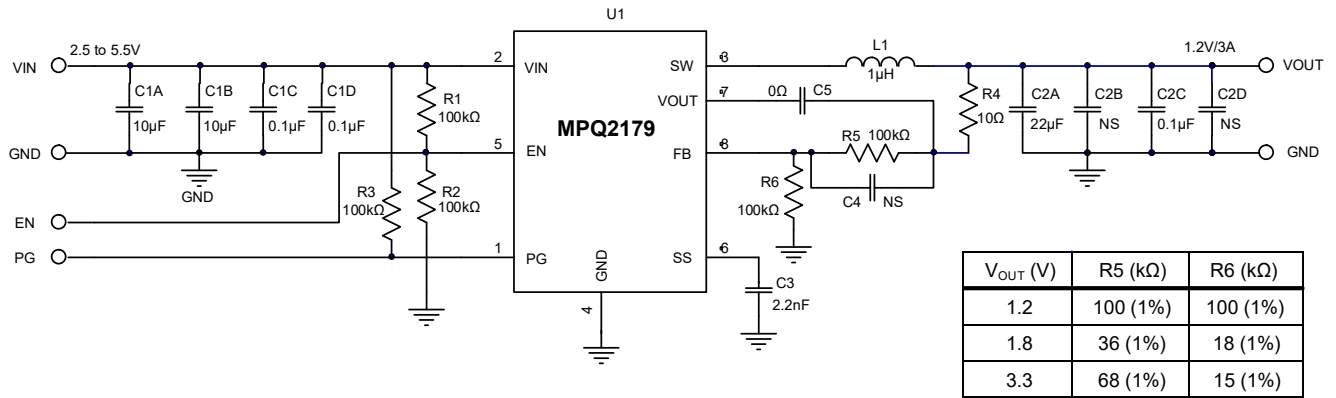 U1
MPQ2179
VIN
2.5 to 5.5V
C1A
10µF
C1B
10µF
C1C
0.1µF
C1D
0.1µF
R1
100kΩ
2
VIN
GND
GND
5
EN
R3
100kΩ
R2
100kΩ
EN
PG
1
PG
GND
4
SW
3
L1
1µH
1.2V/3A
VOUT
VOUT
7
0Ω
C5
R4
10Ω
C2A
22µF
C2B
NS
C2C
0.1µF
C2D
NS
FB
8
R5
100kΩ
GND
R6
100kΩ
C4
NS
SS
6
C3
2.2nF
VOUT (V) R5 (kΩ) R6 (kΩ)
1.2 100 (1%) 100 (1%)
1.8 36 (1%) 18 (1%)
3.3 68 (1%) 15 (1%)